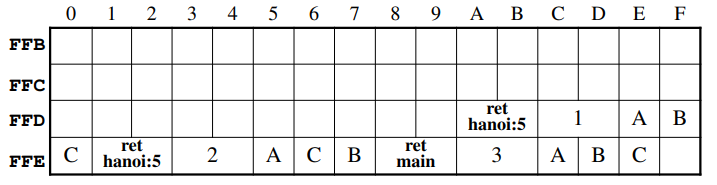 0 1 2 3 4 5 6 7 8 9 A B C D E F
FFB
FFC
FFD ret hanoi:5 1 A B
FFE C ret hanoi:5 2 A C B ret main 3 A B C